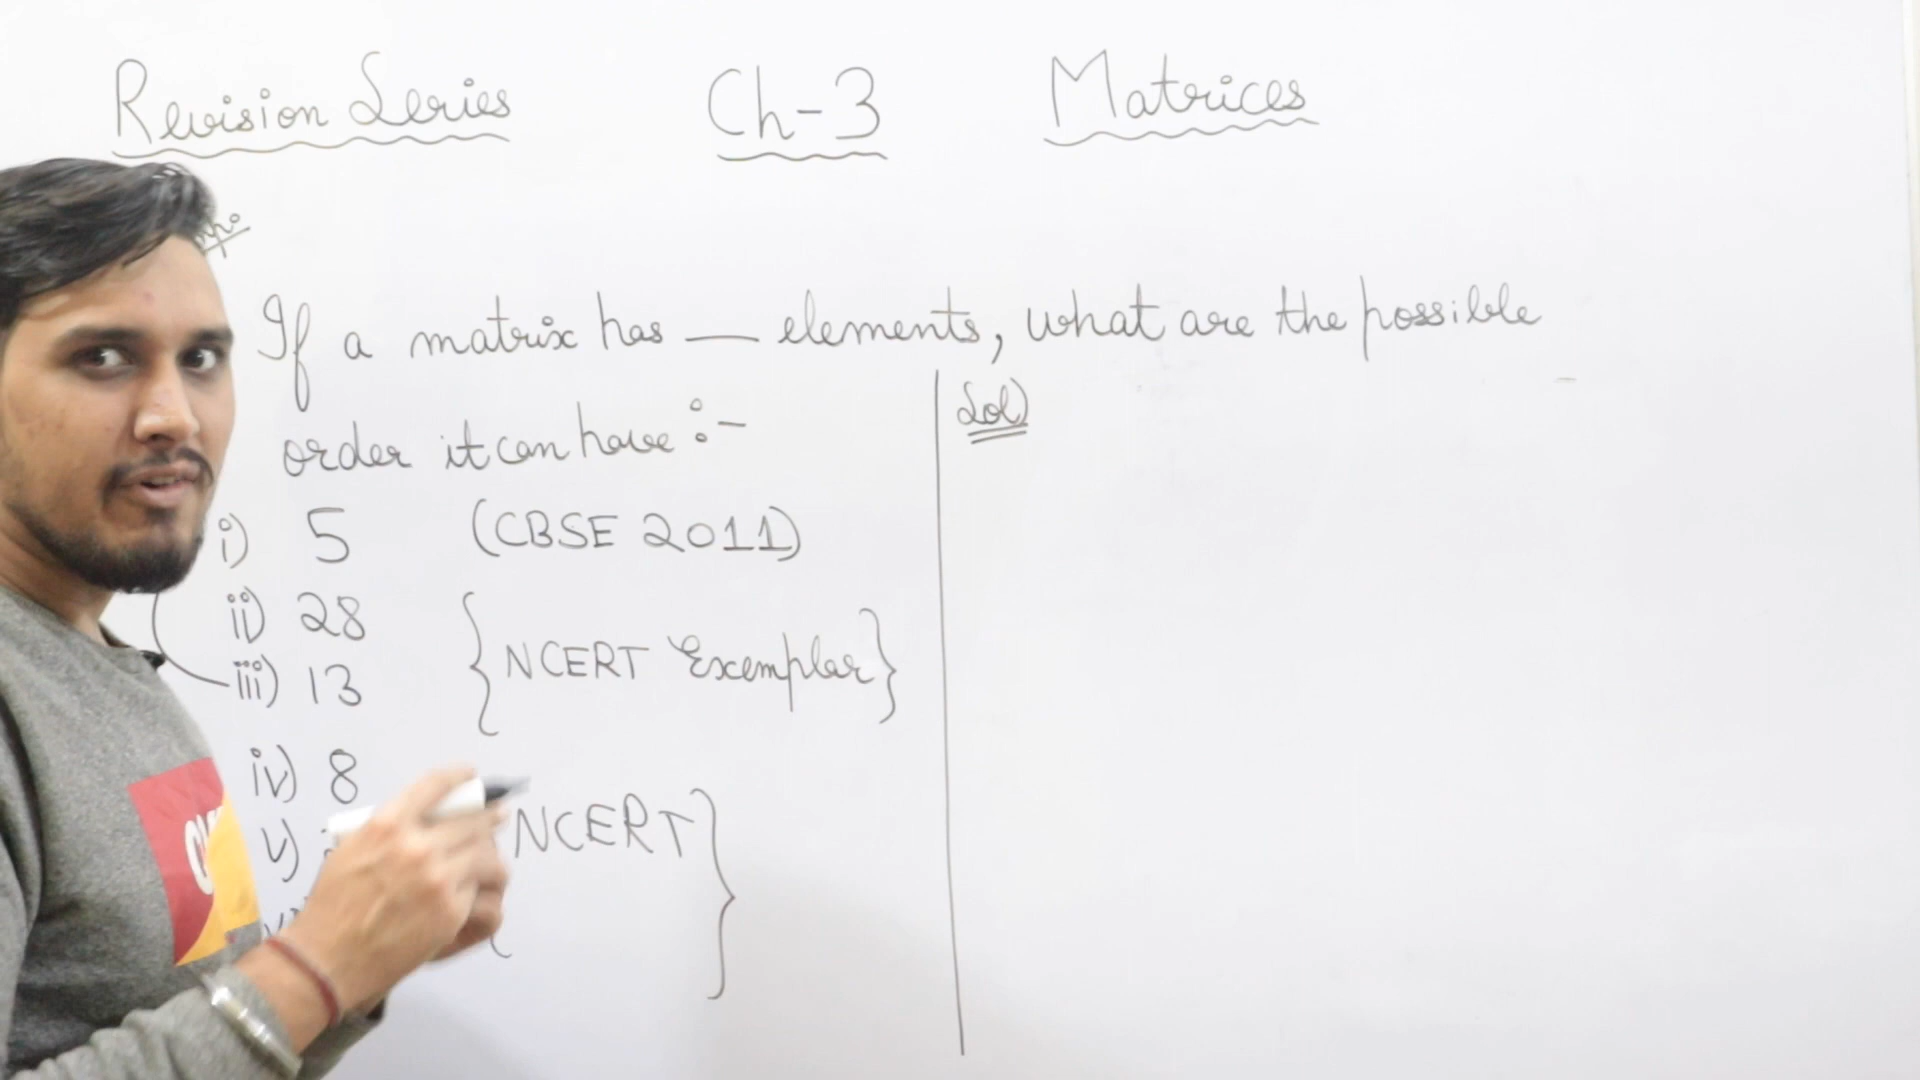 Revision Series Ch-3 Matrices
If a matrix has — elements, what are the possible
order it can have :-
Sol)
i) 5 (CBSE 2011)
ii) 28
iii) 13 {NCERT Exemplar}
iv) 8
v) NCERT}